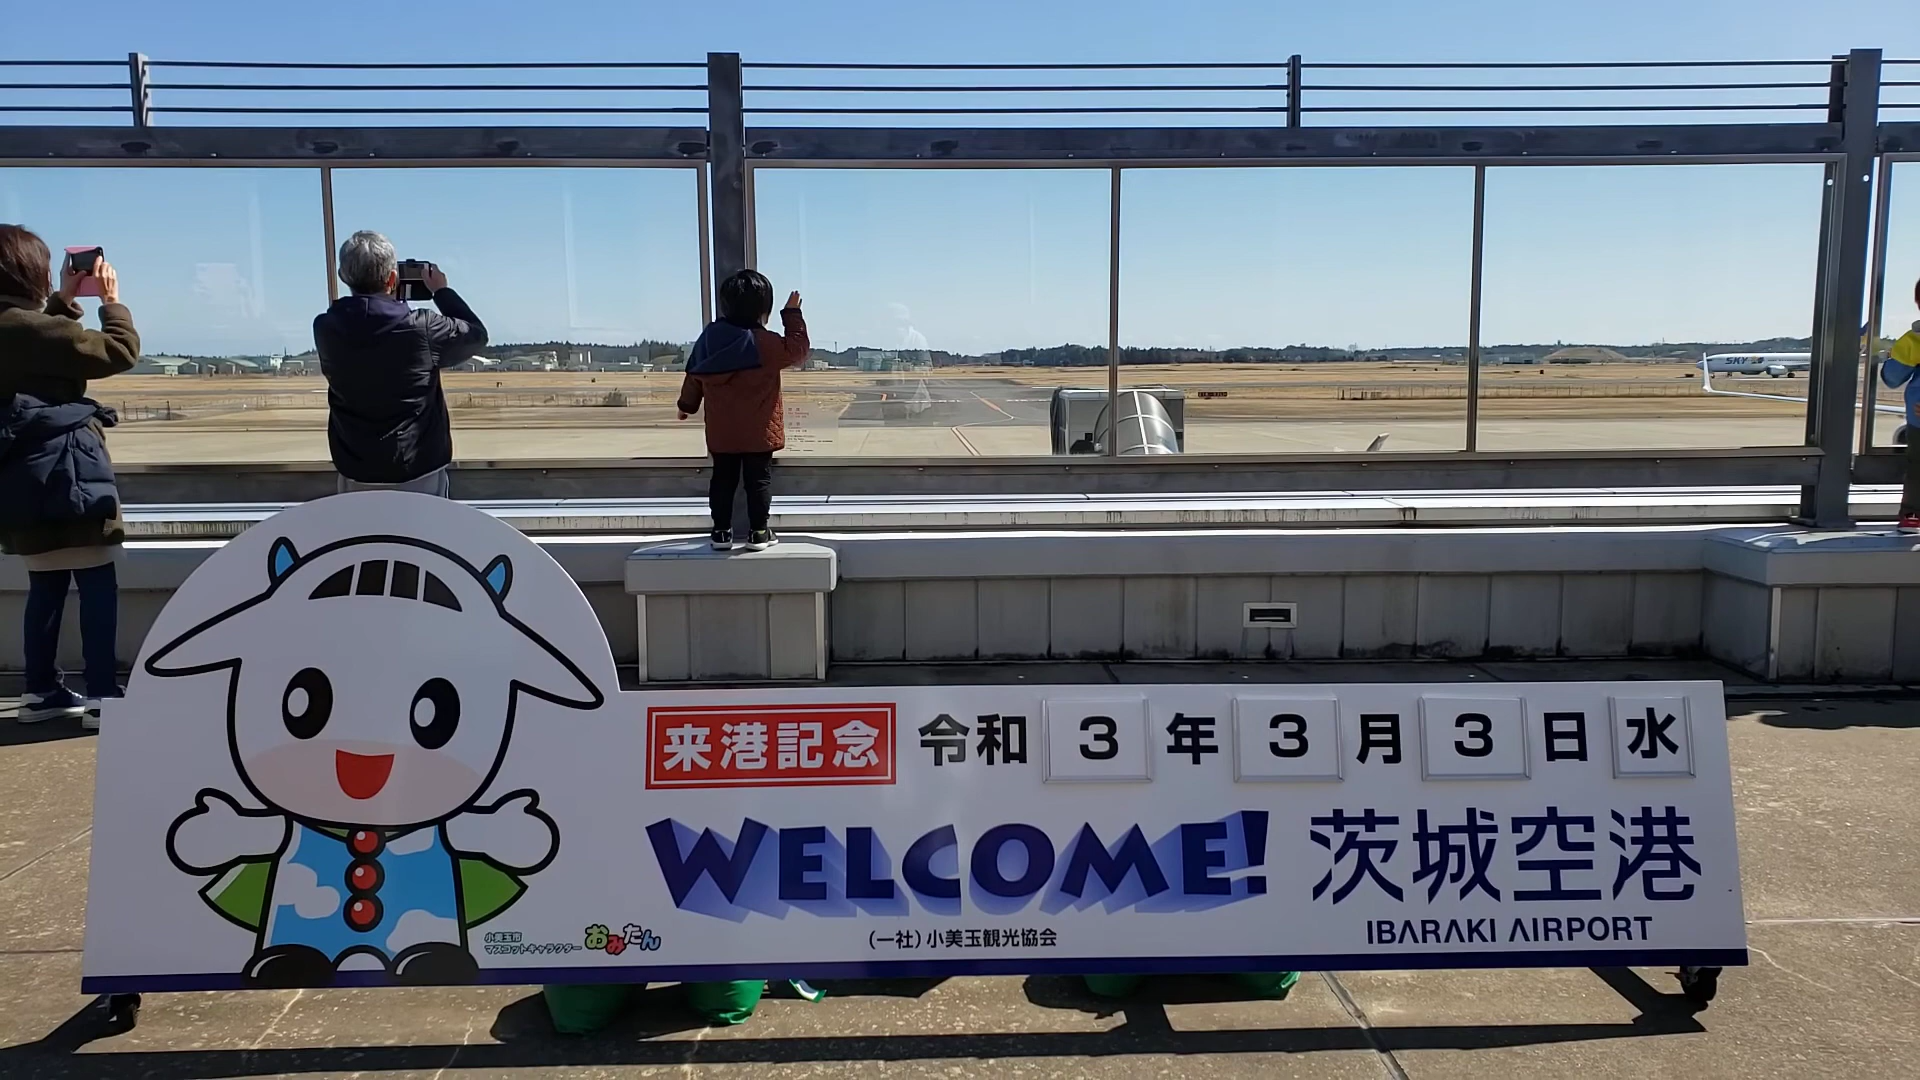 SKY
来港記念 令和 3 年 3 月 3 日 水
WELCOME! 茨城空港
IBARAKI AIRPORT
小美玉市
マスコットキャラクター おみたん
(一社)小美玉観光協会